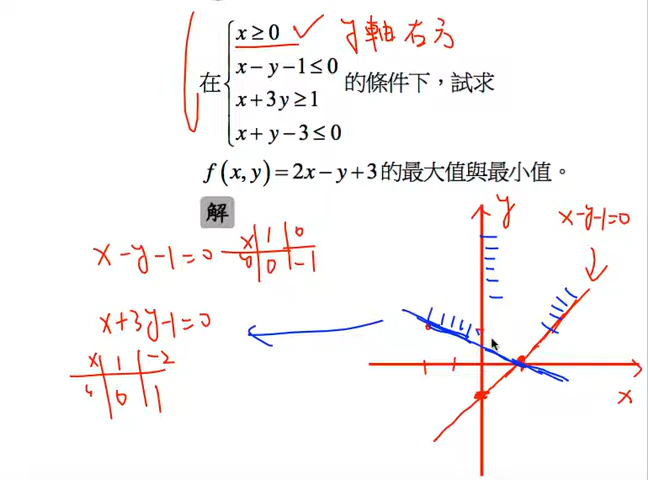 x ≥ 0 ✓ y軸右方
x − y − 1 ≤ 0
在 的條件下，試求
x + 3y ≥ 1
x + y − 3 ≤ 0
f(x, y) = 2x − y + 3的最大值與最小值。
解
x − y − 1 = 0
x 1 0
y 0 −1
x + 3y − 1 = 0
x 1 −2
y 0 1
y
x − y − 1 = 0
x